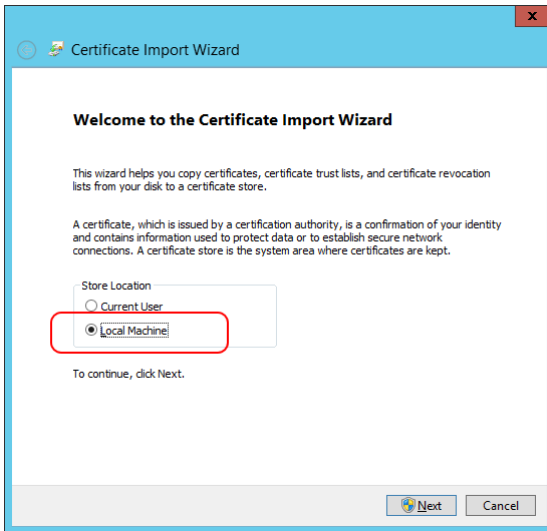 x
Certificate Import Wizard
Welcome to the Certificate Import Wizard
This wizard helps you copy certificates, certificate trust lists, and certificate revocation
lists from your disk to a certificate store.
A certificate, which is issued by a certification authority, is a confirmation of your identity
and contains information used to protect data or to establish secure network
connections. A certificate store is the system area where certificates are kept.
Store Location
Current User
Local Machine
To continue, click Next.
Next Cancel